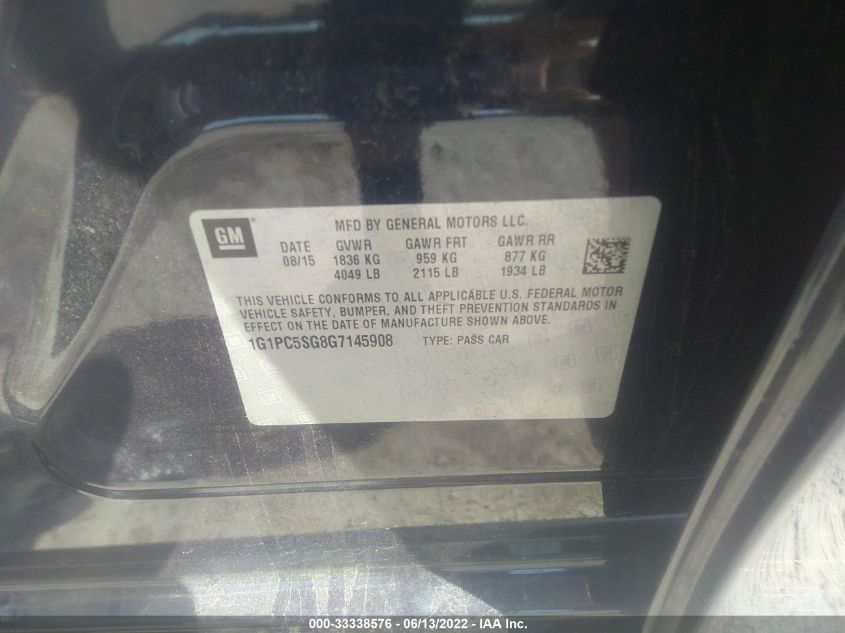 GM
MFD BY GENERAL MOTORS LLC.
DATE GVWR GAWR FRT GAWR RR
08/15 1836 KG 959 KG 877 KG
4049 LB 2115 LB 1934 LB
THIS VEHICLE CONFORMS TO ALL APPLICABLE U.S. FEDERAL MOTOR
VEHICLE SAFETY, BUMPER, AND THEFT PREVENTION STANDARDS IN
EFFECT ON THE DATE OF MANUFACTURE SHOWN ABOVE.
1G1PC5SG8G7145908 TYPE: PASS CAR
000-33338576 - 06/13/2022 - IAA Inc.